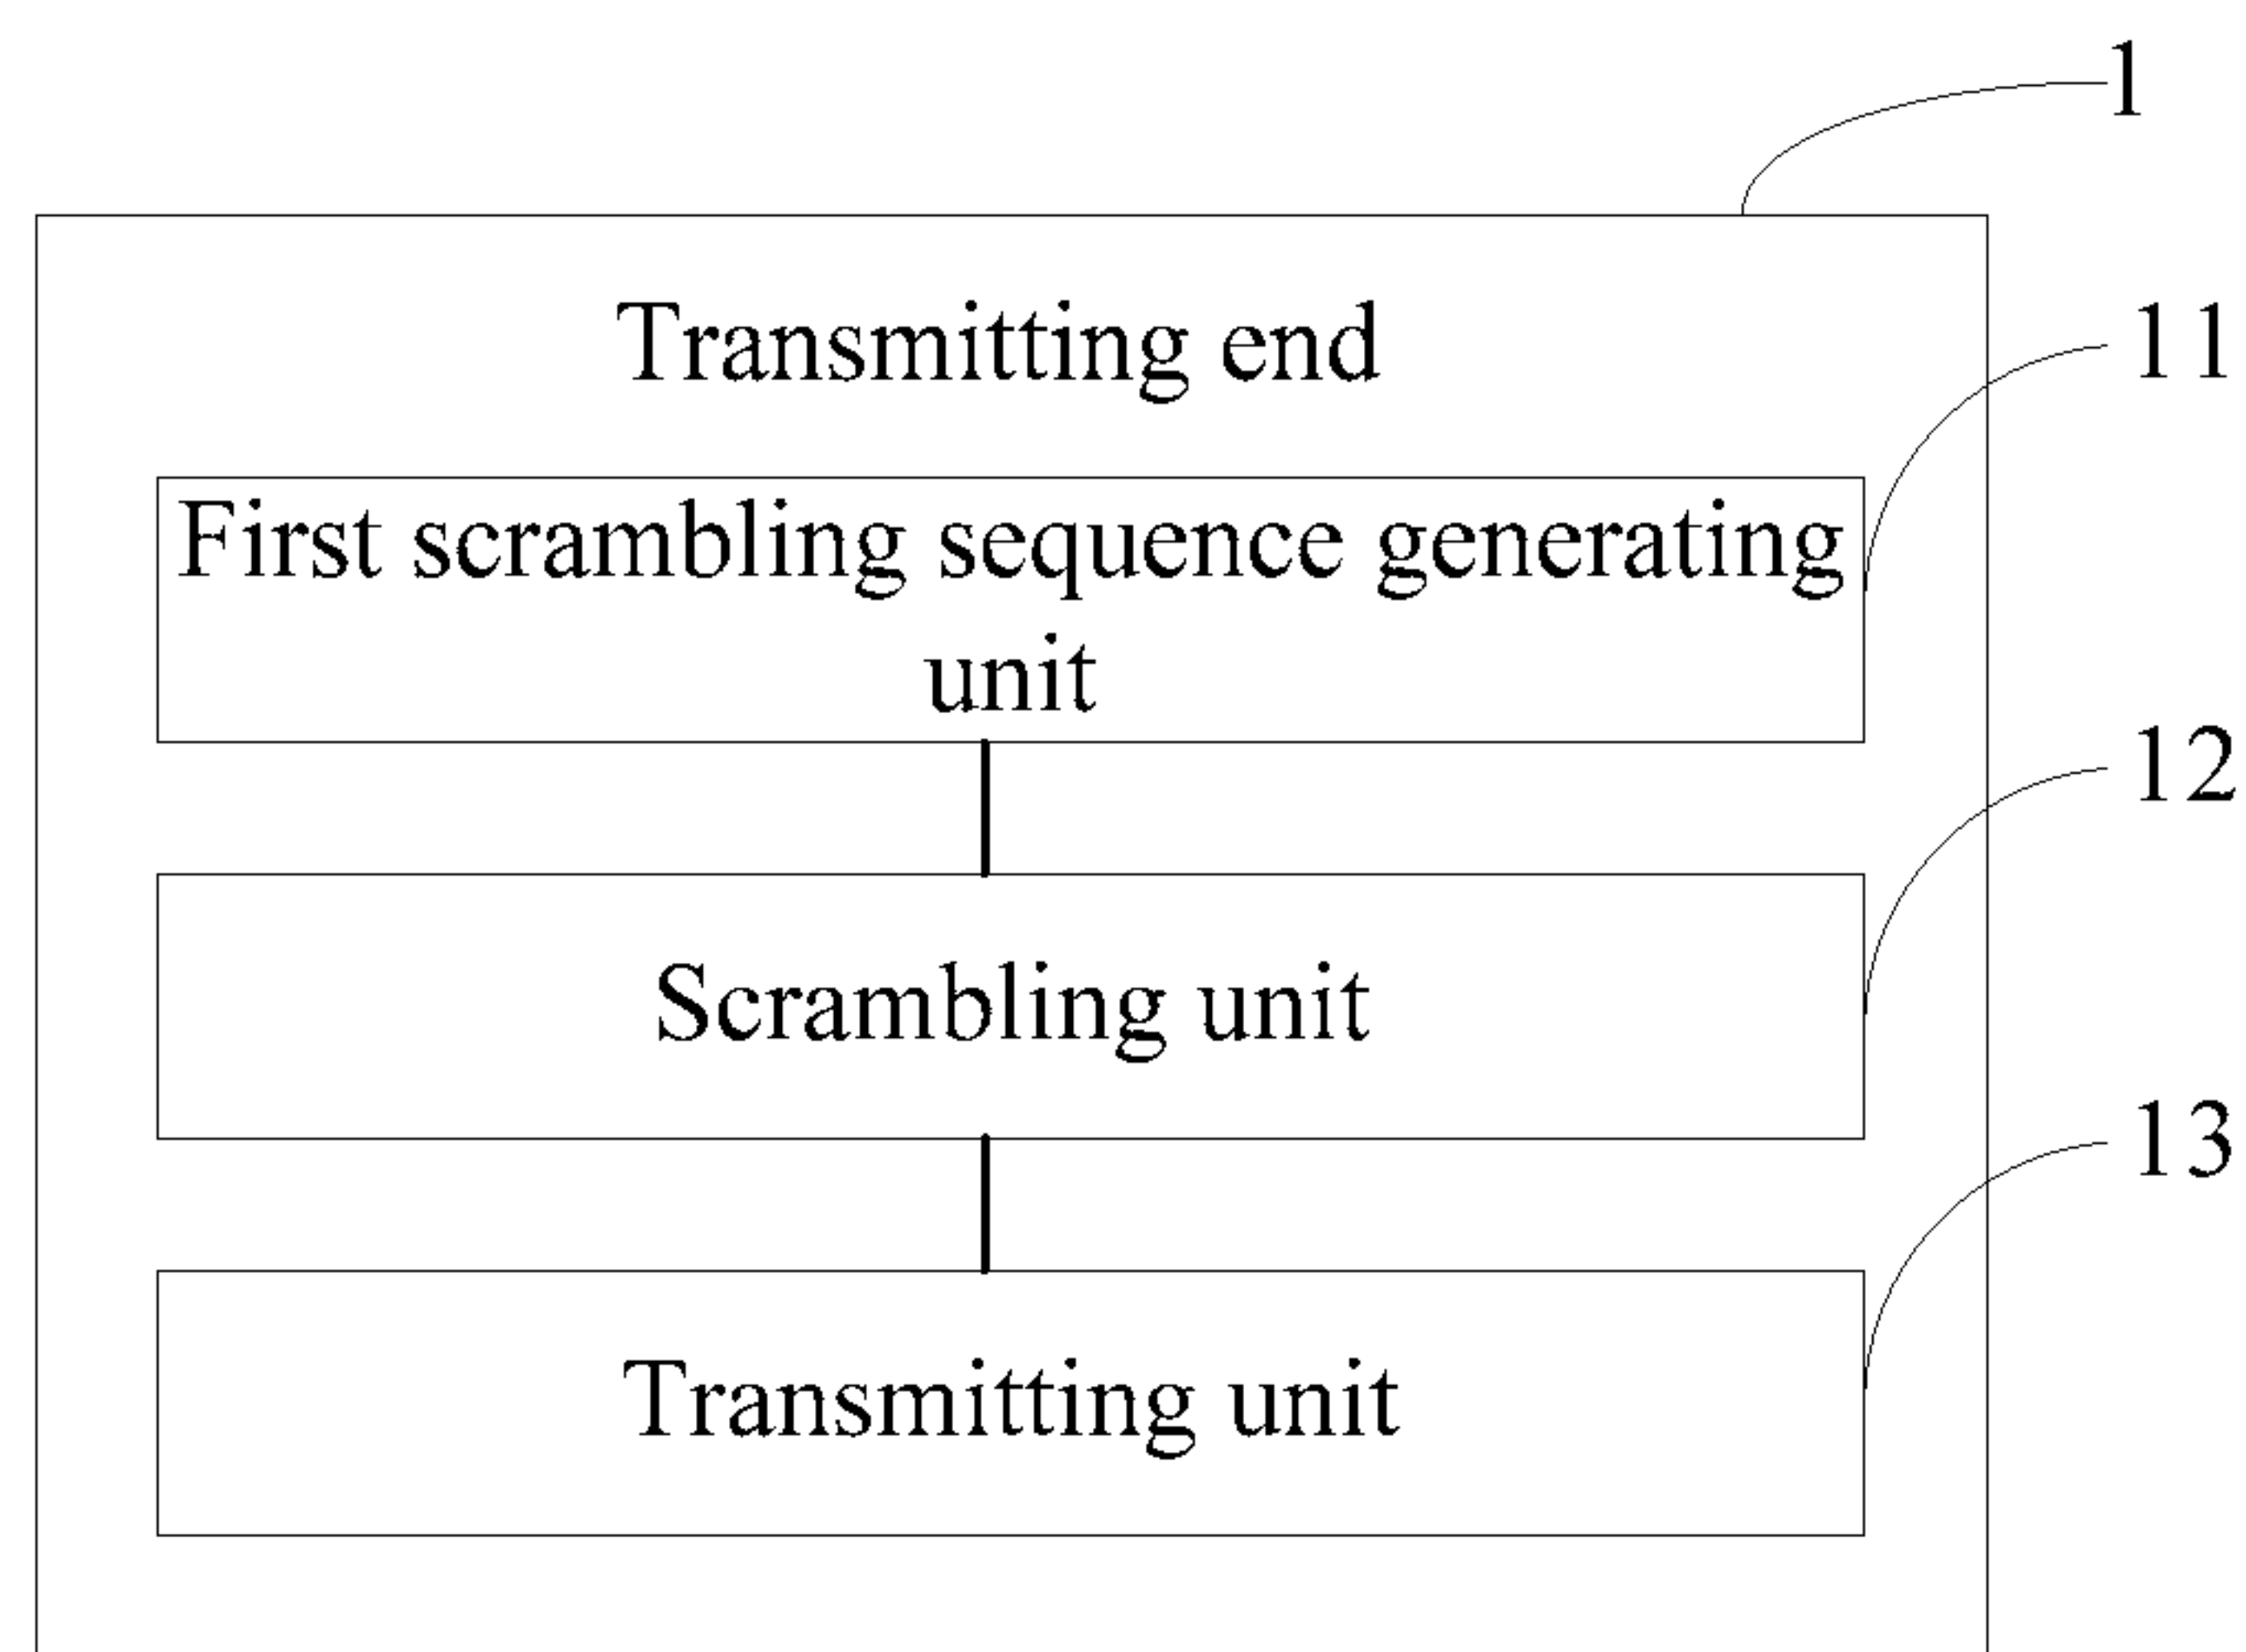 1
Transmitting end
11
First scrambling sequence generating
unit
12
Scrambling unit
13
Transmitting unit